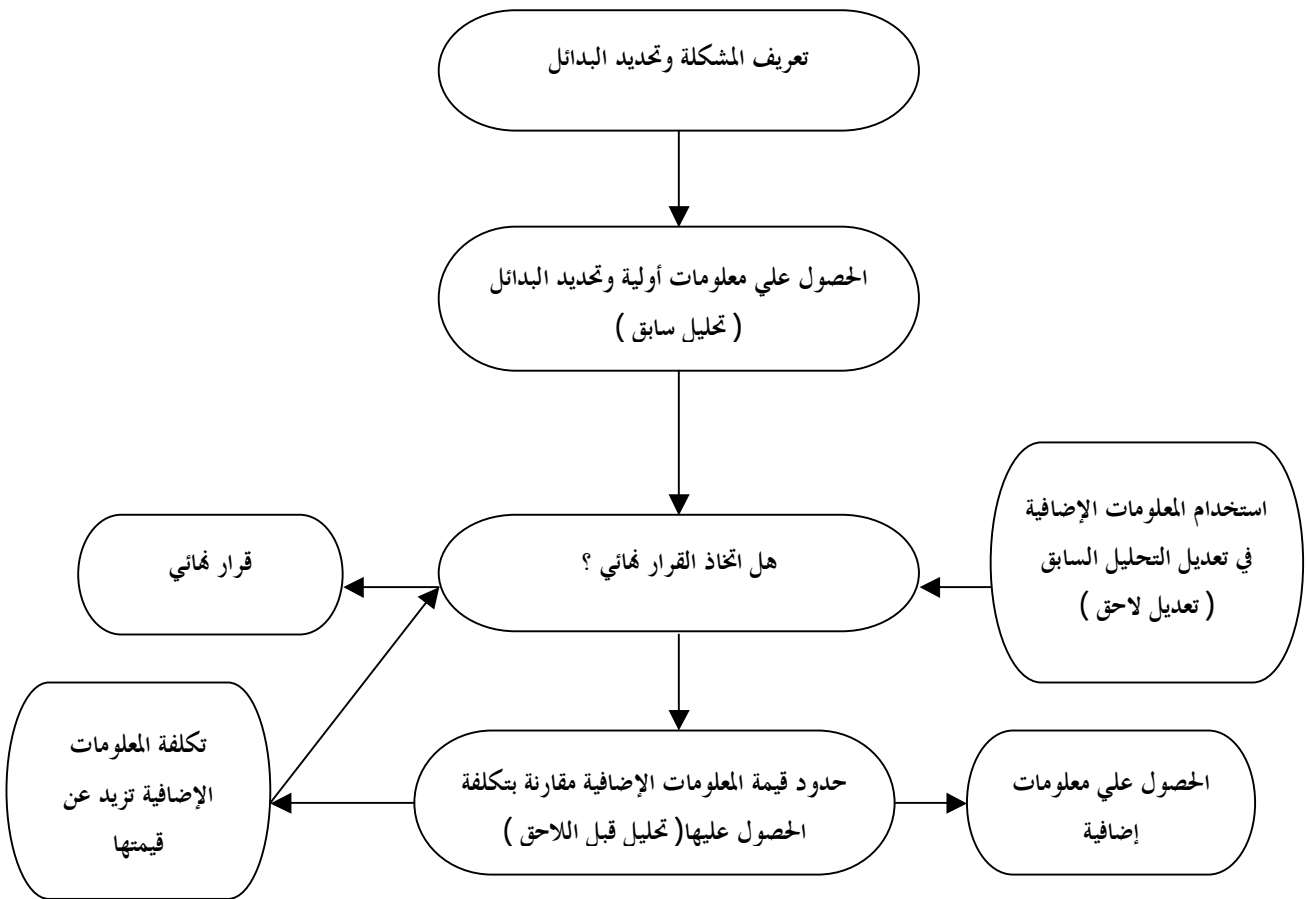 تعريف المشكلة وتحديد البدائل
الحصول علي معلومات أولية وتحديد البدائل
( تحليل سابق )
استخدام المعلومات الإضافية
في تعديل التحليل السابق
( تعديل لاحق )
هل اتخاذ القرار نهائي ؟
قرار نهائي
تكلفة المعلومات
الإضافية تزيد عن
قيمتها
حدود قيمة المعلومات الإضافية مقارنة بتكلفة
الحصول عليها( تحليل قبل اللاحق )
الحصول علي معلومات
إضافية